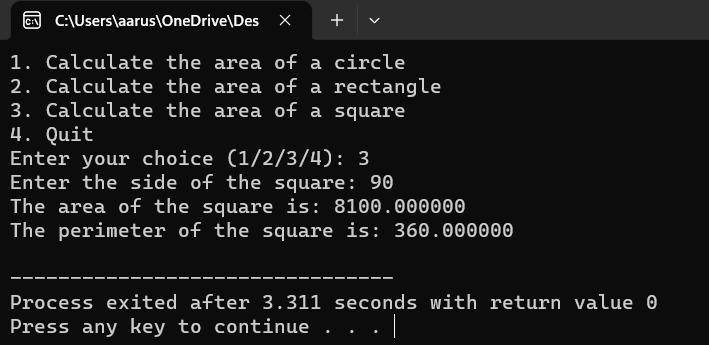 C:\Users\aarus\OneDrive\Des
1. Calculate the area of a circle
2. Calculate the area of a rectangle
3. Calculate the area of a square
4. Quit
Enter your choice (1/2/3/4): 3
Enter the side of the square: 90
The area of the square is: 8100.000000
The perimeter of the square is: 360.000000
--------------------------------
Process exited after 3.311 seconds with return value 0
Press any key to continue . . .